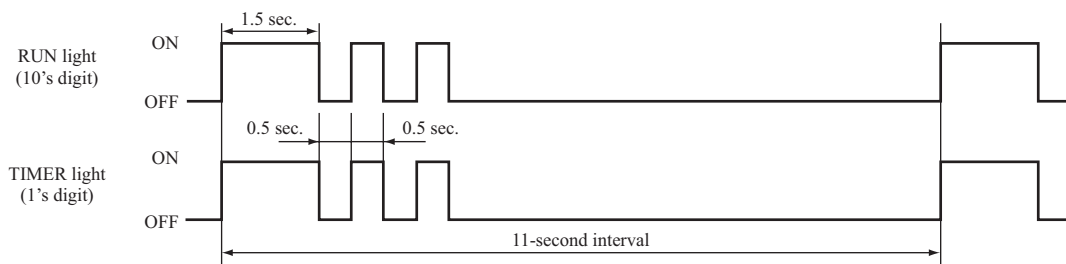 1.5 sec.
RUN light
(10’s digit)
ON
OFF
0.5 sec.
0.5 sec.
TIMER light
(1’s digit)
ON
OFF
11-second interval